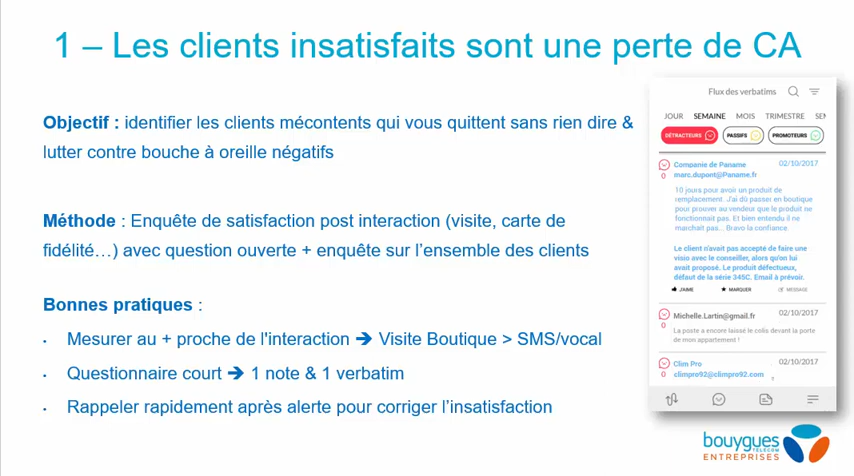 1 – Les clients insatisfaits sont une perte de CA
Objectif : identifier les clients mécontents qui vous quittent sans rien dire &
lutter contre bouche à oreille négatifs
Méthode : Enquête de satisfaction post interaction (visite, carte de
fidélité…) avec question ouverte + enquête sur l'ensemble des clients
Bonnes pratiques :
• Mesurer au + proche de l'interaction ➔ Visite Boutique > SMS/vocal
• Questionnaire court ➔ 1 note & 1 verbatim
• Rappeler rapidement après alerte pour corriger l'insatisfaction
Flux des verbatims
JOUR SEMAINE MOIS TRIMESTRE SEM
DÉTRACTEURS PASSIFS PROMOTEURS
Companie de Paname 02/10/2017
0 marc.dupont@Paname.fr
10 jours pour avoir un produit de
remplacement. J'ai dû passer en boutique
pour prouver au vendeur que le produit ne
fonctionnait pas. Et bien entendu il ne
marchait pas... Bravo la confiance
Le client n'avait pas accepté de faire une
visio avec le conseiller, alors qu'on lui
avait proposé. Le produit défectueux,
défaut de la série 345C. Email à prévoir.
J'AIME MARQUER MESSAGE
Michelle.Lartin@gmail.fr 02/10/2017
0
La poste a encore laissé le colis devant la porte
de mon appartement !
Clim Pro 02/10/2017
0 climpro92@climpro92.com
bouygues
TELECOM
ENTREPRISES